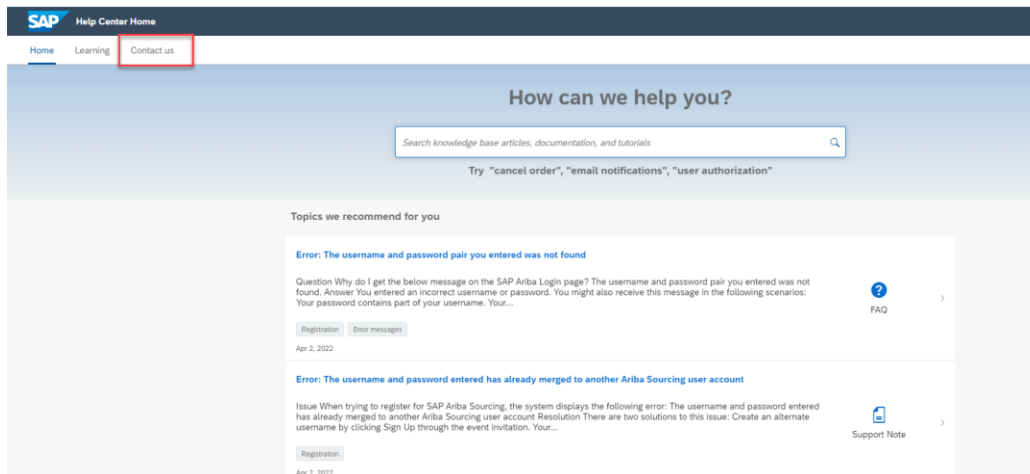 SAP Help Center Home
Home Learning Contact us
How can we help you?
Search knowledge base articles, documentation, and tutorials
Try "cancel order", "email notifications", "user authorization"
Topics we recommend for you
Error: The username and password pair you entered was not found
Question Why do I get the below message on the SAP Ariba Login page? The username and password pair you entered was not
found. Answer You entered an incorrect username or password. You might also receive this message in the following scenarios:
Your password contains part of your username. Your...
FAQ
Registration Error messages
Apr 2, 2022
Error: The username and password entered has already merged to another Ariba Sourcing user account
Issue When trying to register for SAP Ariba Sourcing, the system displays the following error: The username and password entered
has already merged to another Ariba Sourcing user account Resolution There are two solutions to this issue: Create an alternate
username by clicking Sign Up through the event invitation. Your...
Support Note
Registration
Apr 2, 2022